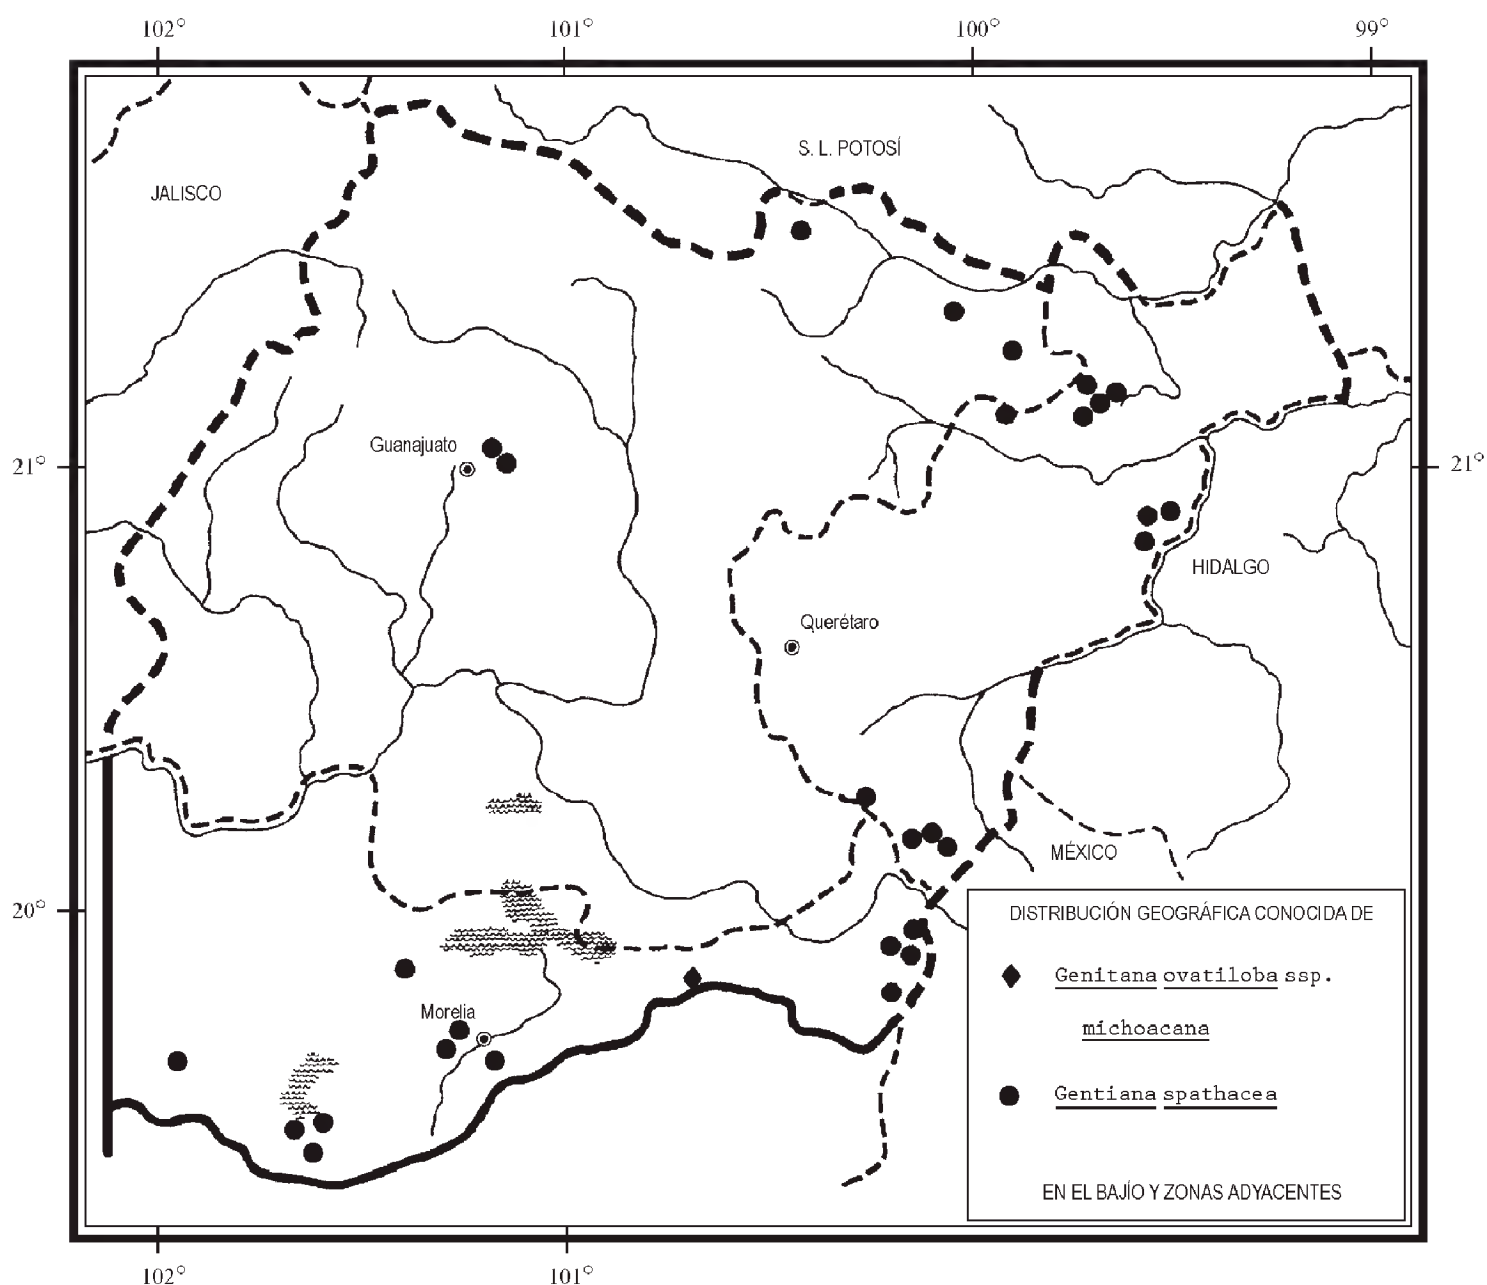 102° 101° 100° 99°
S. L. POTOSÍ
JALISCO
Guanajuato
21° 21°
HIDALGO
Querétaro
MÉXICO
20°
DISTRIBUCIÓN GEOGRÁFICA CONOCIDA DE
Genitana ovatiloba ssp.
michoacana
Morelia
Gentiana spathacea
EN EL BAJÍO Y ZONAS ADYACENTES
102° 101°